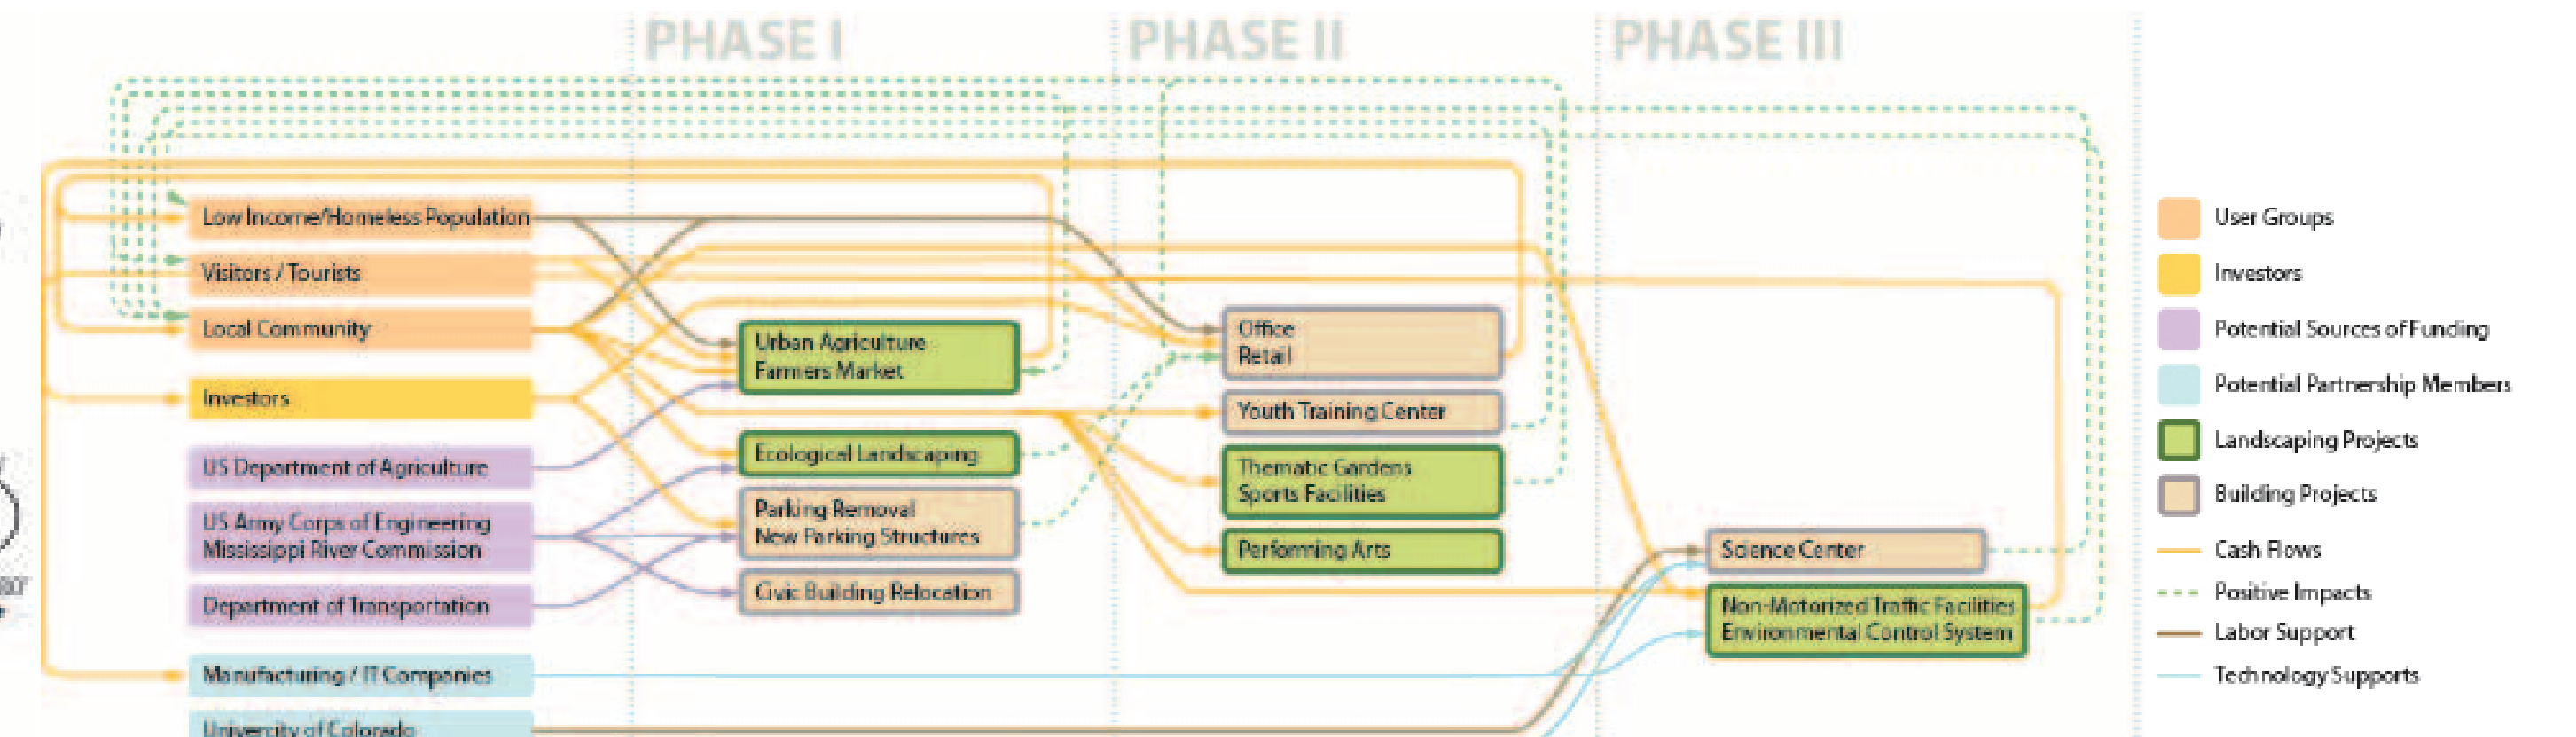 PHASE I
PHASE II
PHASE III
Low Income/Homeless Population
Visitors / Tourists
Local Community
Investors
US Department of Agriculture
US Army Corps of Engineering
Mississippi River Commission
Department of Transportation
Manufacturing / IT Companies
Univercity of Colorado
Urban Agriculture
Farmers Market
Ecological Landscaping
Parking Removal
New Parking Structures
Civic Building Relocation
Office
Retail
Youth Training Center
Thematic Gardens
Sports Facilities
Performing Arts
Science Center
Non-Motorized Traffic Facilities
Environmental Control System
User Groups
Investors
Potential Sources of Funding
Potential Partnership Members
Landscaping Projects
Building Projects
Cash Flows
Positive Impacts
Labor Support
Technology Supports